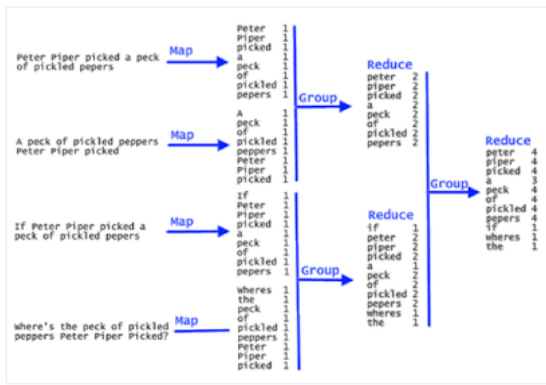 Peter Piper picked a peck
of pickled pepers
Map
Peter 1
Piper 1
picked 1
a 1
peck 1
of 1
pickled 1
pepers 1
A peck of pickled peppers
Peter Piper picked
Map
A 1
peck 1
of 1
pickled 1
peppers 1
Peter 1
Piper 1
picked 1
Group
Reduce
peter 2
piper 2
picked 2
a 2
peck 2
of 2
pickled 2
pepers 2
If Peter Piper picked a
peck of pickled pepers
Map
If 1
Peter 1
Piper 1
picked 1
a 1
peck 1
of 1
pickled 1
pepers 1
Where's the peck of pickled
peppers Peter Piper Picked?
Map
Wheres 1
the 1
peck 1
of 1
pickled 1
peppers 1
Peter 1
Piper 1
picked 1
Group
Reduce
if 1
peter 2
piper 2
picked 2
a 1
peck 2
of 2
pickled 2
pepers 2
wheres 1
the 1
Group
Reduce
peter 4
piper 4
picked 4
a 3
peck 4
of 4
pickled 4
pepers 4
if 1
wheres 1
the 1